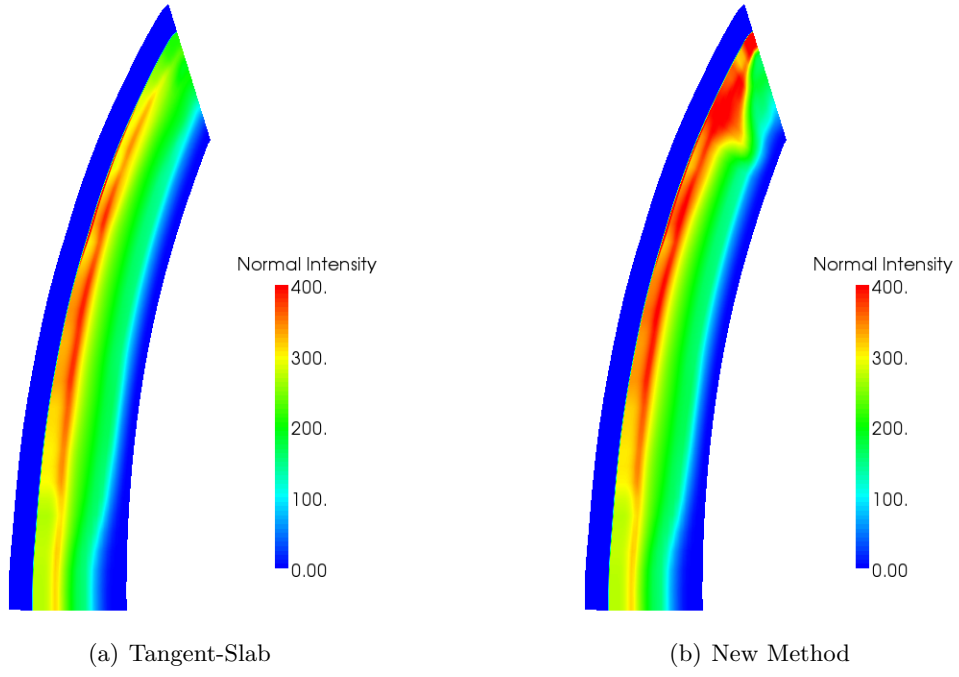 Normal Intensity
400.
300.
200.
100.
0.00
(a) Tangent-Slab
Normal Intensity
400.
300.
200.
100.
0.00
(b) New Method